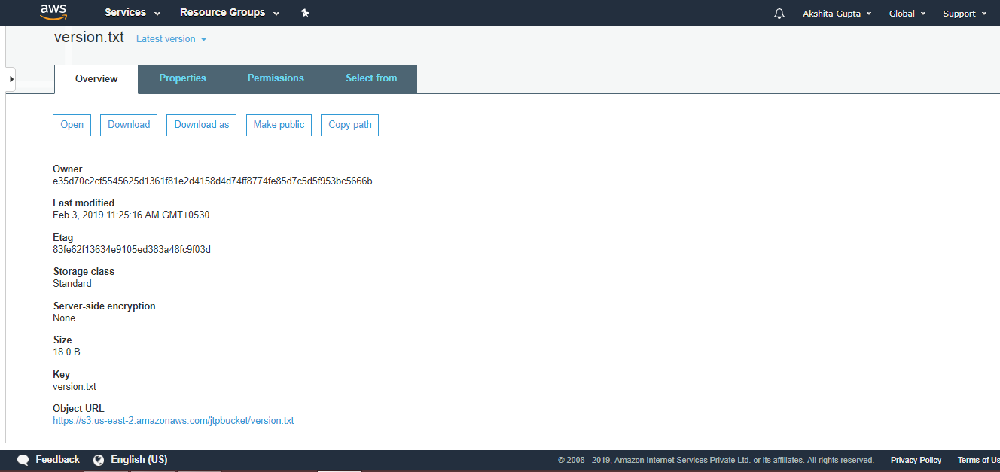 aws Services Resource Groups Akshita Gupta Global Support
version.txt Latest version
Overview Properties Permissions Select from
Open Download Download as Make public Copy path
Owner
e35d70c2cf5545625d1361f81e2d4158d4d74ff8774fe85d7c5d5f953bc5666b
Last modified
Feb 3, 2019 11:25:16 AM GMT+0530
Etag
83fe62f13634e9105ed383a48fc9f03d
Storage class
Standard
Server-side encryption
None
Size
18.0 B
Key
version.txt
Object URL
https://s3.us-east-2.amazonaws.com/jtpbucket/version.txt
Feedback English (US) © 2008 - 2019, Amazon Internet Services Private Ltd. or its affiliates. All rights reserved. Privacy Policy Terms of Us